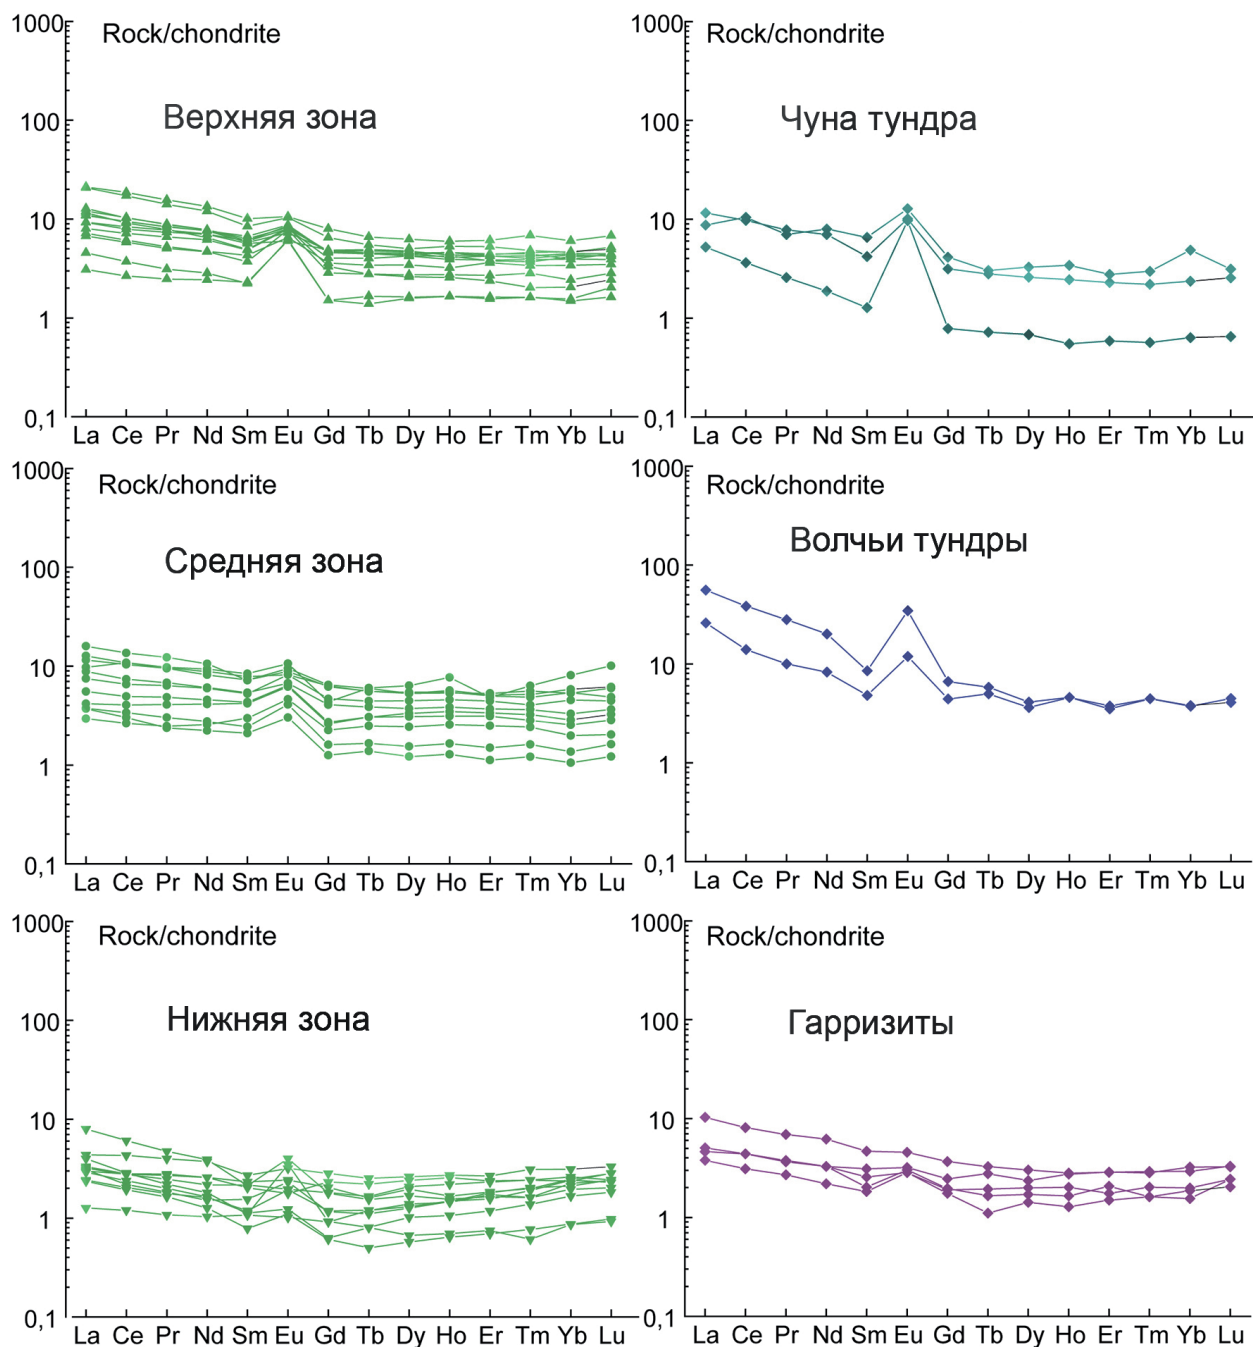 1000
Rock/chondrite
Верхняя зона
100
10
1
0,1
La Ce Pr Nd Sm Eu Gd Tb Dy Ho Er Tm Yb Lu
1000
Rock/chondrite
Чуна тундра
100
10
1
0,1
La Ce Pr Nd Sm Eu Gd Tb Dy Ho Er Tm Yb Lu
1000
Rock/chondrite
Средняя зона
100
10
1
0,1
La Ce Pr Nd Sm Eu Gd Tb Dy Ho Er Tm Yb Lu
1000
Rock/chondrite
Волчьи тундры
100
10
1
0,1
La Ce Pr Nd Sm Eu Gd Tb Dy Ho Er Tm Yb Lu
1000
Rock/chondrite
Нижняя зона
100
10
1
0,1
La Ce Pr Nd Sm Eu Gd Tb Dy Ho Er Tm Yb Lu
1000
Rock/chondrite
Гарризиты
100
10
1
0,1
La Ce Pr Nd Sm Eu Gd Tb Dy Ho Er Tm Yb Lu